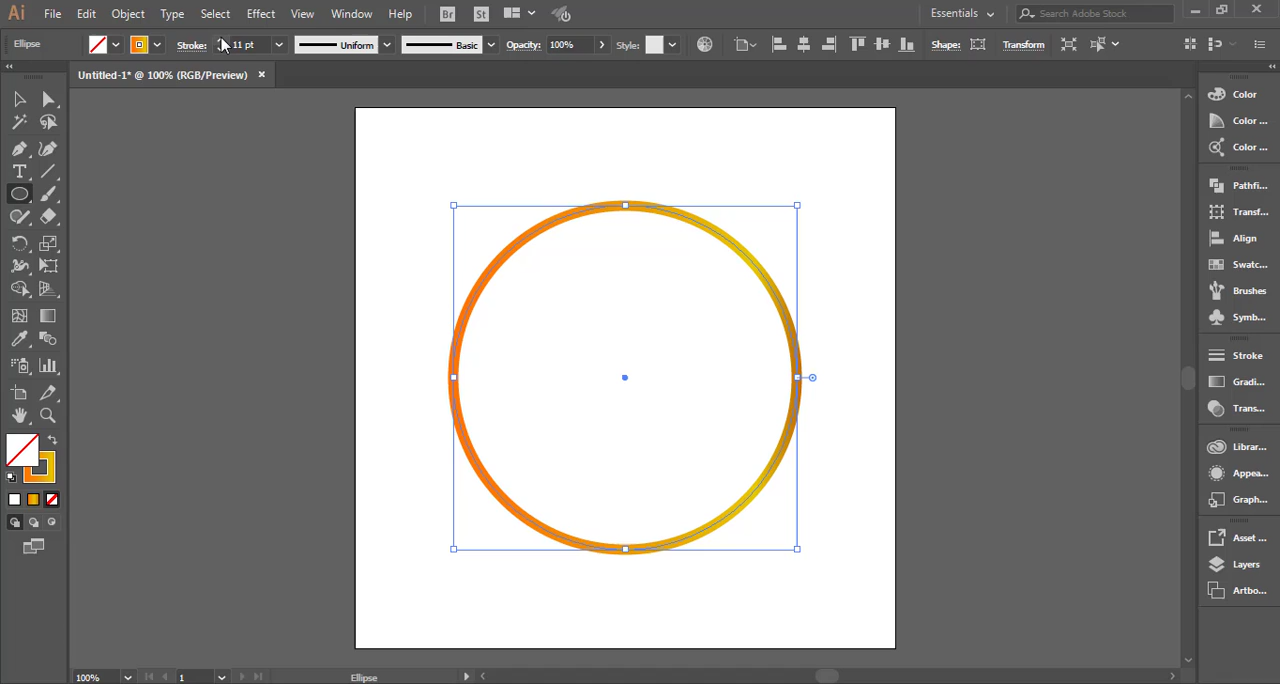 Ai File Edit Object Type Select Effect View Window Help Br St Essentials Search Adobe Stock
Ellipse Stroke: 11 pt Uniform Basic Opacity: 100% Style: Shape: Transform
Untitled-1* @ 100% (RGB/Preview)
Color
Color ...
Color ...
Pathfi...
Transf...
Align
Swatc...
Brushes
Symb...
Stroke
Gradi...
Trans...
Librar...
Appea...
Graph...
Asset ...
Layers
Artbo...
100% 1 Ellipse